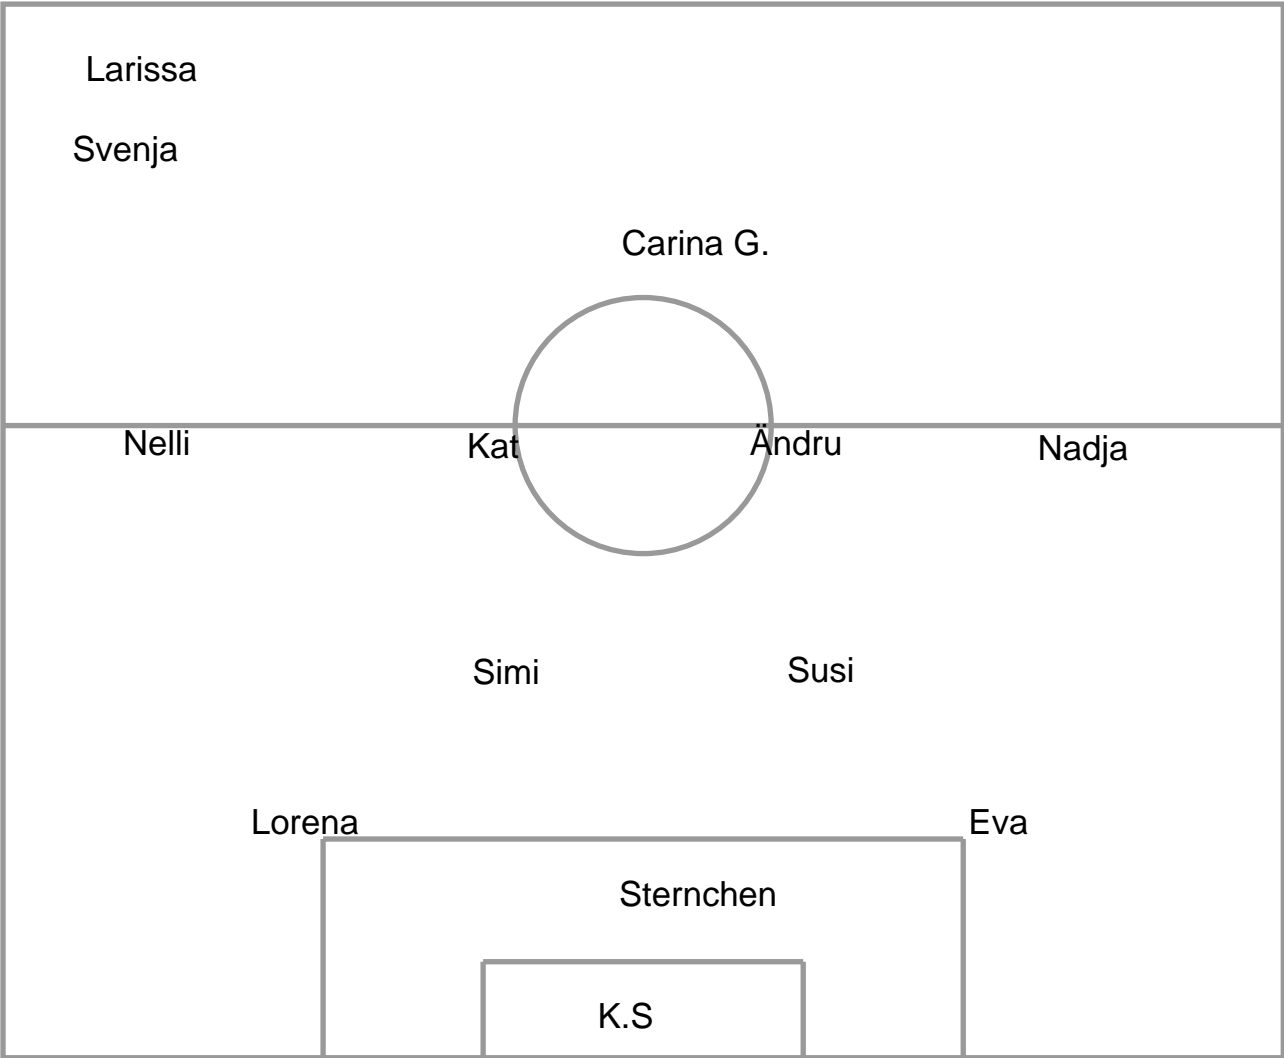 Larissa
Svenja
Carina G.
Nelli
Kat
Ändru
Nadja
Simi
Susi
Lorena
Eva
Sternchen
K.S